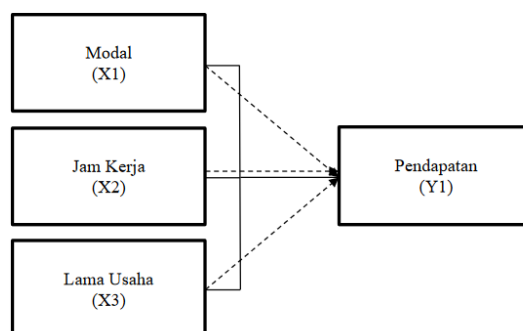 Modal
(X1)
Jam Kerja
(X2)
Pendapatan
(Y1)
Lama Usaha
(X3)